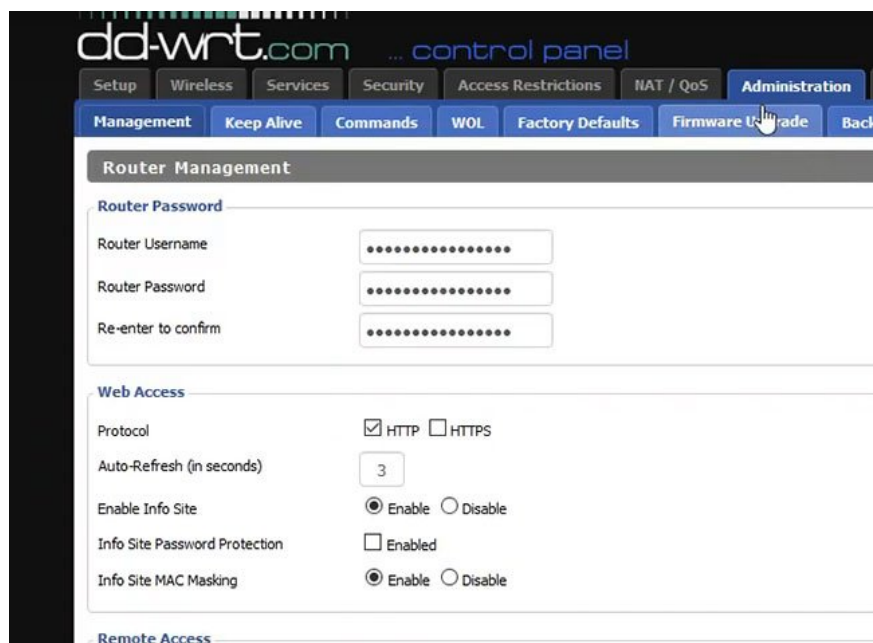 dd-wrt.com ... control panel
Setup Wireless Services Security Access Restrictions NAT / QoS Administration
Management Keep Alive Commands WOL Factory Defaults Firmware Back
Router Management
Router Password
Router Username
Router Password
Re-enter to confirm
Web Access
Protocol HTTP HTTPS
Auto-Refresh (in seconds) 3
Enable Info Site Enable Disable
Info Site Password Protection Enabled
Info Site MAC Masking Enable Disable
Remote Access